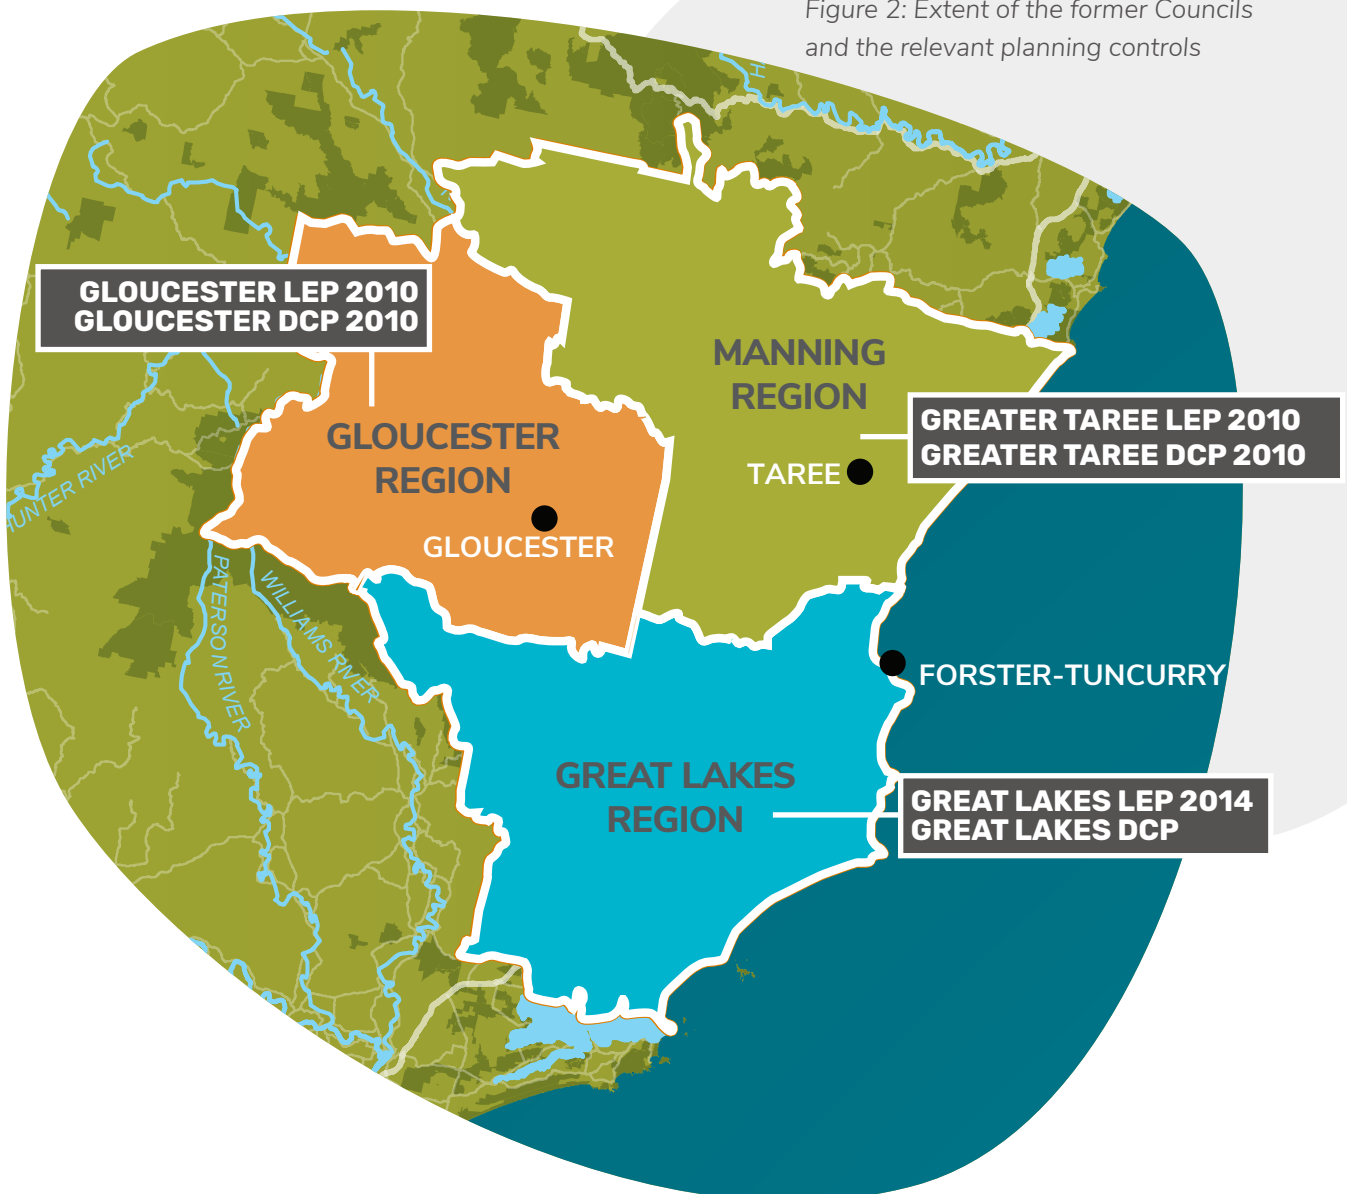 Figure 2: Extent of the former Councils
and the relevant planning controls
H
GLOUCESTER LEP 2010
GLOUCESTER DCP 2010
MANNING
REGION
GREATER TAREE LEP 2010
GREATER TAREE DCP 2010
TAREE
GLOUCESTER
REGION
GLOUCESTER
HUNTER RIVER
PATERSON RIVER
WILLIAMS RIVER
FORSTER-TUNCURRY
GREAT LAKES
REGION
GREAT LAKES LEP 2014
GREAT LAKES DCP